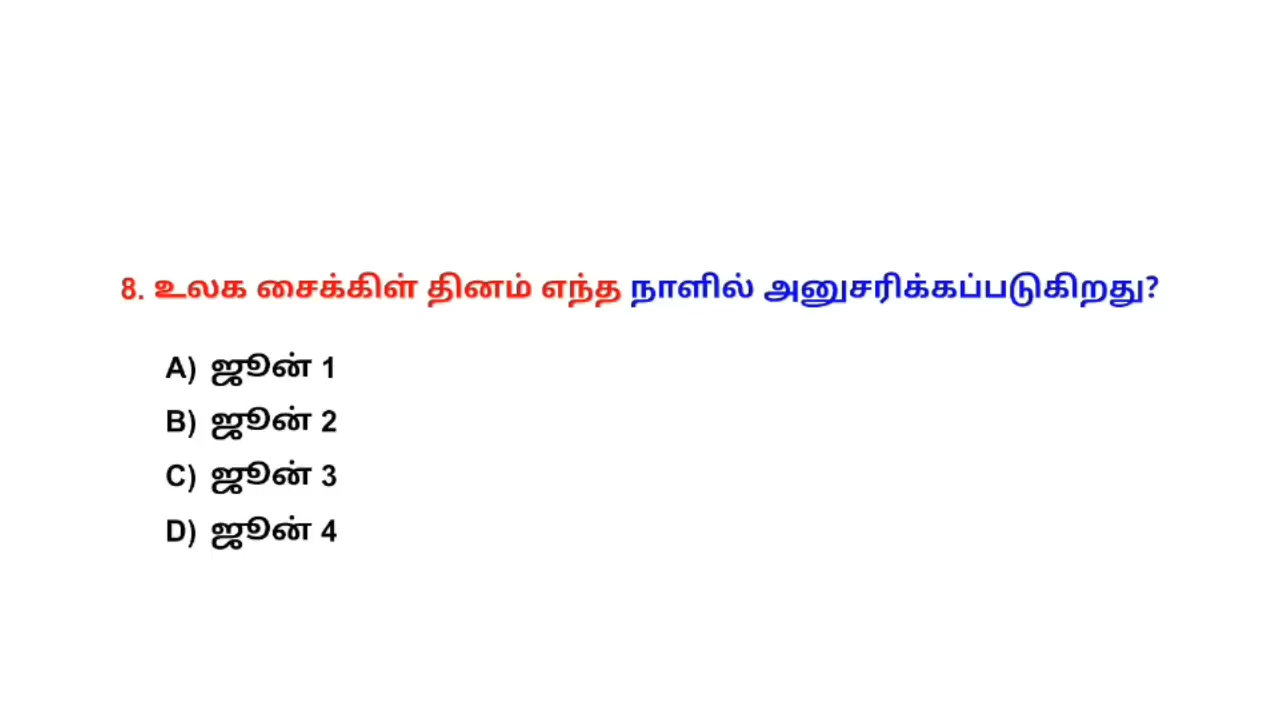 8. உலக சைக்கிள் தினம் எந்த நாளில் அனுசரிக்கப்படுகிறது?
A) ஜூன் 1
B) ஜூன் 2
C) ஜூன் 3
D) ஜூன் 4